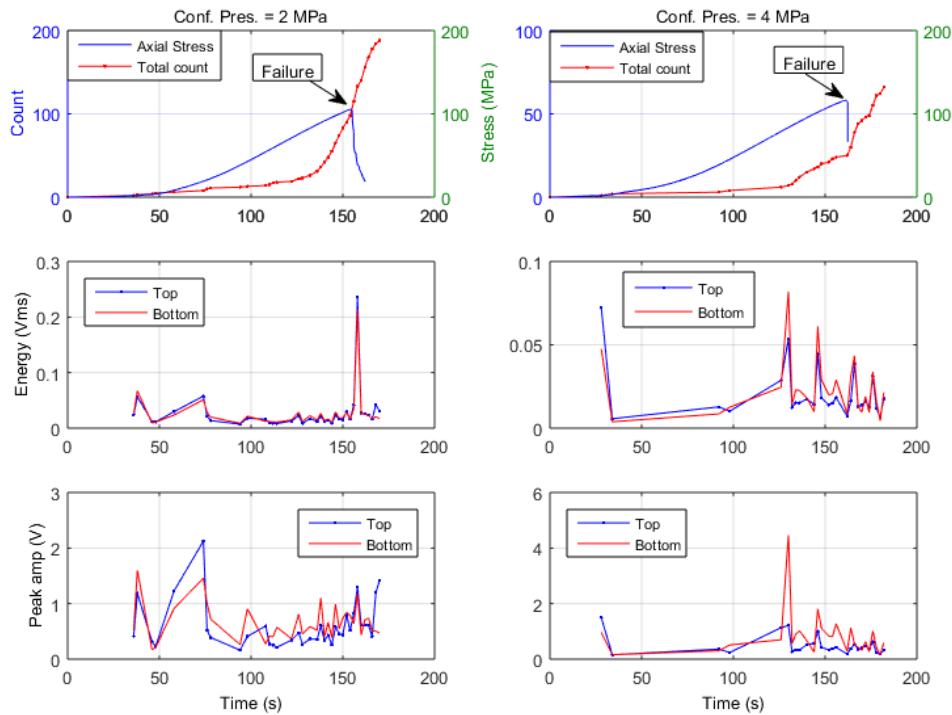 Conf. Pres. = 2 MPa
200
100
0
Count
Axial Stress
Total count
Failure
200
100
0
0 50 100 150 200
Conf. Pres. = 4 MPa
100
50
0
Axial Stress
Total count
Failure
200
100
0
Stress (MPa)
0 50 100 150 200
0.3
0.2
0.1
0
Energy (Vms)
Top
Bottom
0 50 100 150 200
0.1
0.05
0
Top
Bottom
0 50 100 150 200
3
2
1
0
Peak amp (V)
Top
Bottom
0 50 100 150 200
Time (s)
6
4
2
0
Top
Bottom
0 50 100 150 200
Time (s)